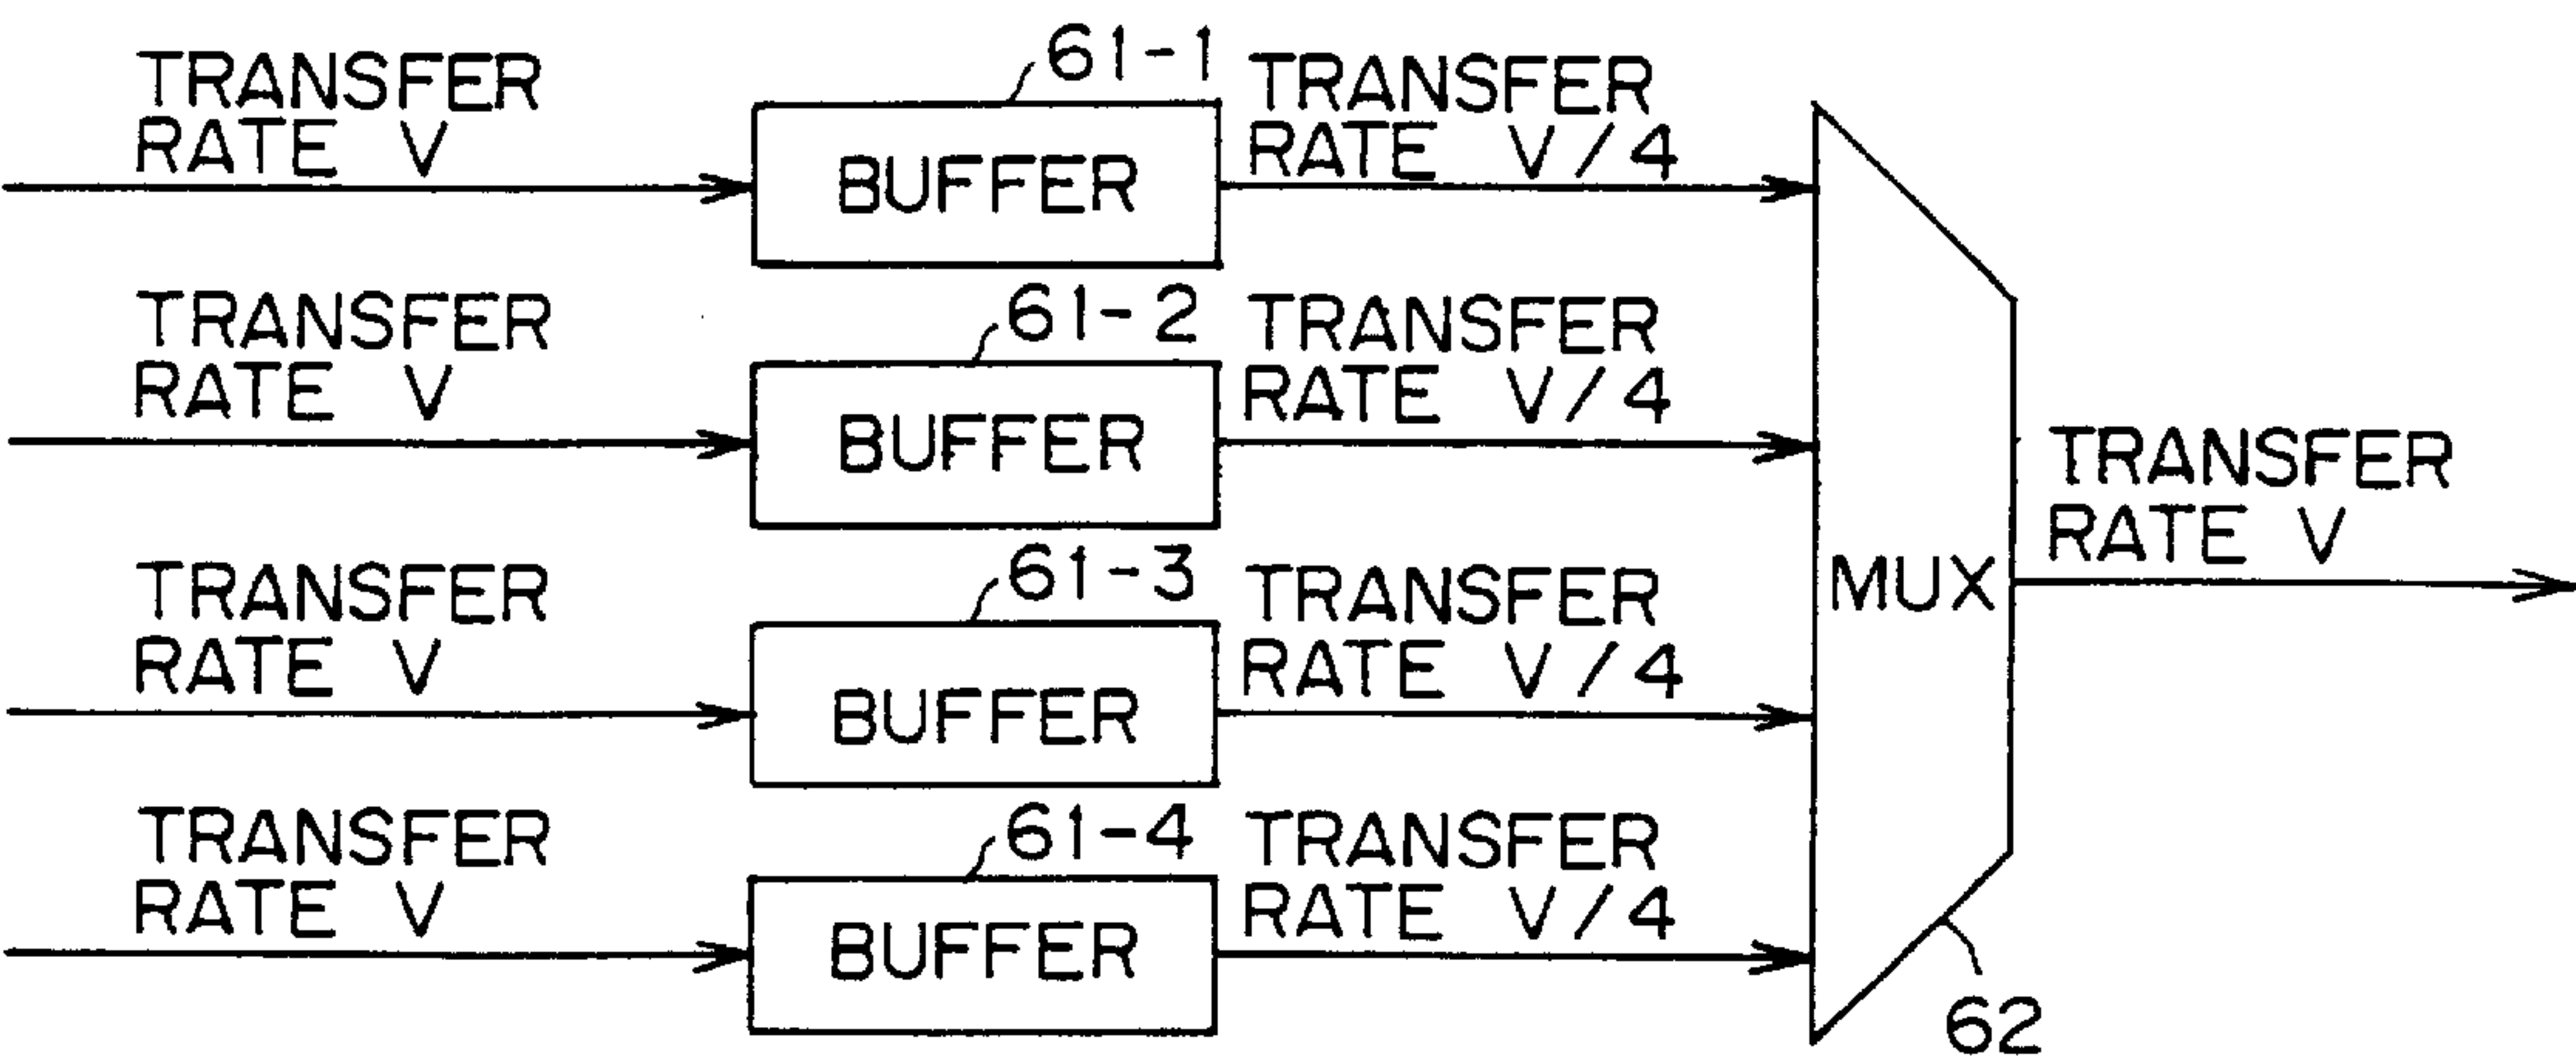 TRANSFER
RATE V
61-1
BUFFER
TRANSFER
RATE V/4
TRANSFER
RATE V
61-2
BUFFER
TRANSFER
RATE V/4
TRANSFER
RATE V
61-3
BUFFER
TRANSFER
RATE V/4
TRANSFER
RATE V
61-4
BUFFER
TRANSFER
RATE V/4
MUX
62
TRANSFER
RATE V